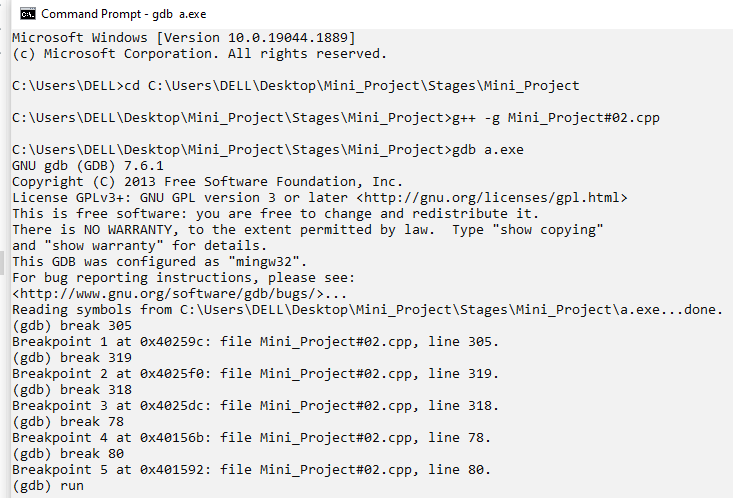 Command Prompt - gdb a.exe
Microsoft Windows [Version 10.0.19044.1889]
(c) Microsoft Corporation. All rights reserved.
C:\Users\DELL>cd C:\Users\DELL\Desktop\Mini_Project\Stages\Mini_Project
C:\Users\DELL\Desktop\Mini_Project\Stages\Mini_Project>g++ -g Mini_Project#02.cpp
C:\Users\DELL\Desktop\Mini_Project\Stages\Mini_Project>gdb a.exe
GNU gdb (GDB) 7.6.1
Copyright (C) 2013 Free Software Foundation, Inc.
License GPLv3+: GNU GPL version 3 or later <http://gnu.org/licenses/gpl.html>
This is free software: you are free to change and redistribute it.
There is NO WARRANTY, to the extent permitted by law.  Type "show copying"
and "show warranty" for details.
This GDB was configured as "mingw32".
For bug reporting instructions, please see:
<http://www.gnu.org/software/gdb/bugs/>...
Reading symbols from C:\Users\DELL\Desktop\Mini_Project\Stages\Mini_Project\a.exe...done.
(gdb) break 305
Breakpoint 1 at 0x40259c: file Mini_Project#02.cpp, line 305.
(gdb) break 319
Breakpoint 2 at 0x4025f0: file Mini_Project#02.cpp, line 319.
(gdb) break 318
Breakpoint 3 at 0x4025dc: file Mini_Project#02.cpp, line 318.
(gdb) break 78
Breakpoint 4 at 0x40156b: file Mini_Project#02.cpp, line 78.
(gdb) break 80
Breakpoint 5 at 0x401592: file Mini_Project#02.cpp, line 80.
(gdb) run